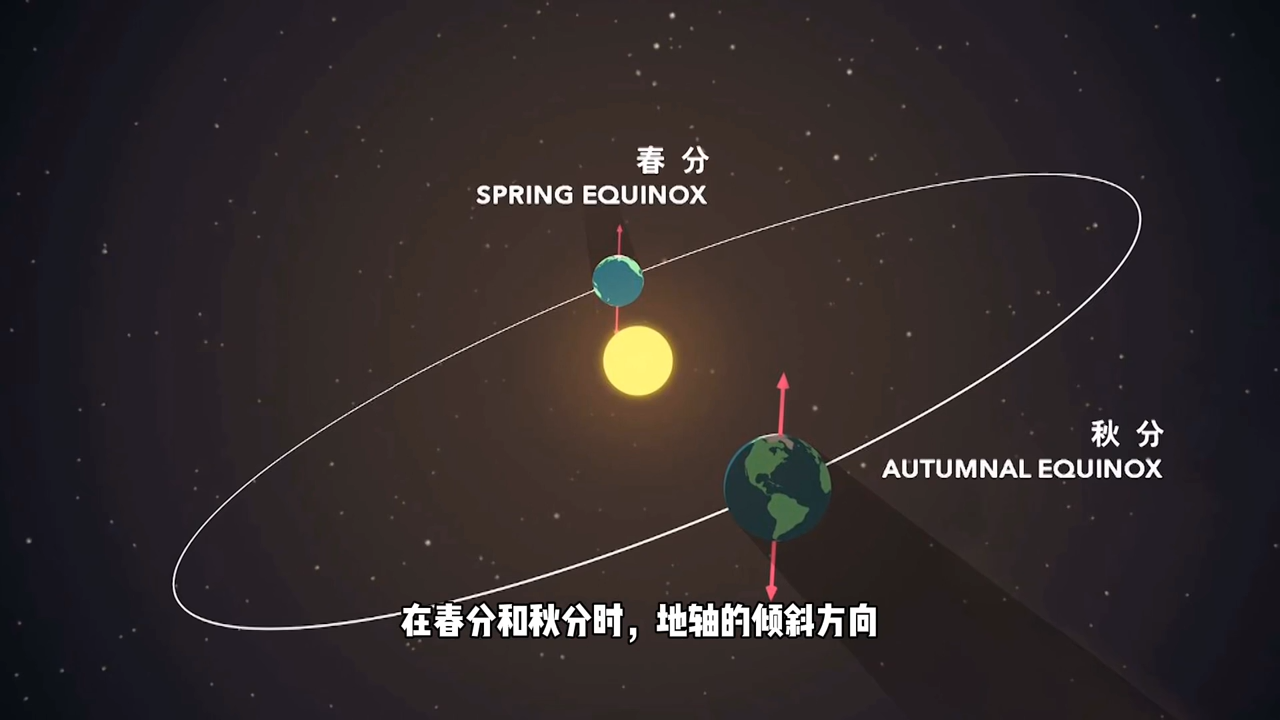 春 分
SPRING EQUINOX
秋 分
AUTUMNAL EQUINOX
在春分和秋分时，地轴的倾斜方向